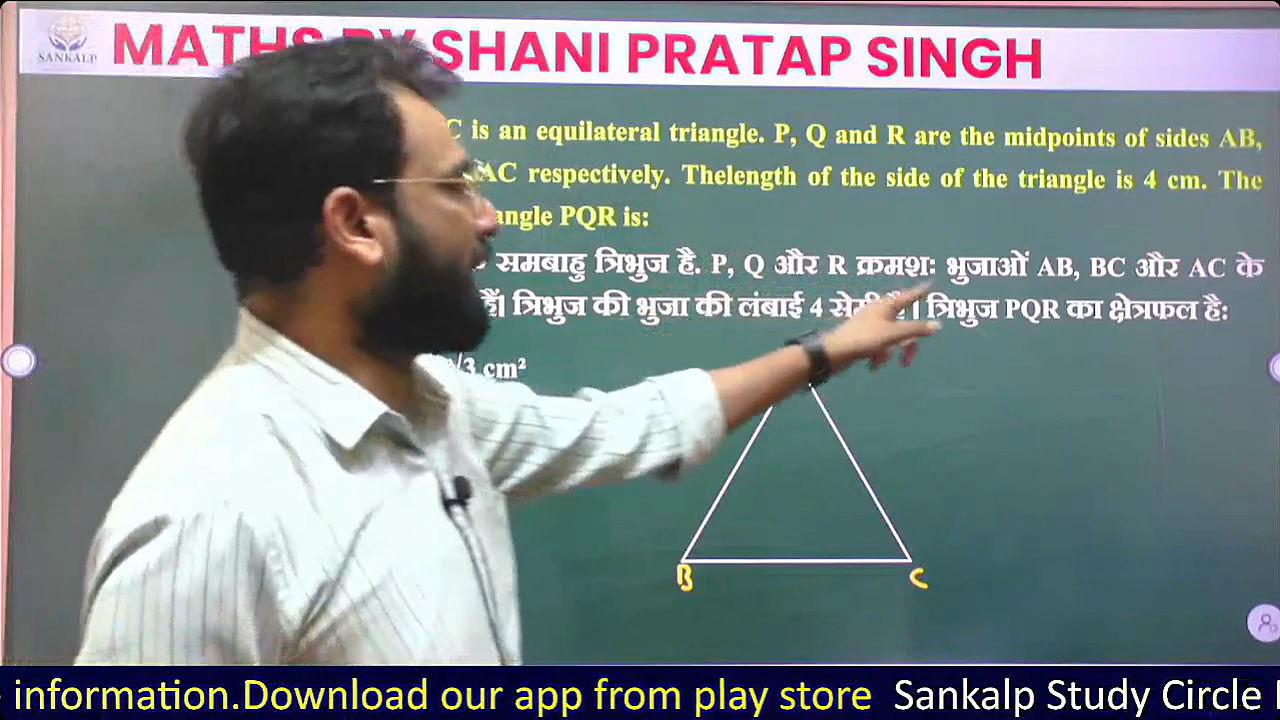 SANKALP
MATHS BY SHANI PRATAP SINGH
C is an equilateral triangle. P, Q and R are the midpoints of sides AB,
AC respectively. Thelength of the side of the triangle is 4 cm. The
angle PQR is:
समबाहु त्रिभुज है. P, Q और R क्रमशः भुजाओं AB, BC और AC के
हैं। त्रिभुज की भुजा की लंबाई 4 सेमी है। त्रिभुज PQR का क्षेत्रफल है:
√3 cm²
B
C
information.Download our app from play store Sankalp Study Circle